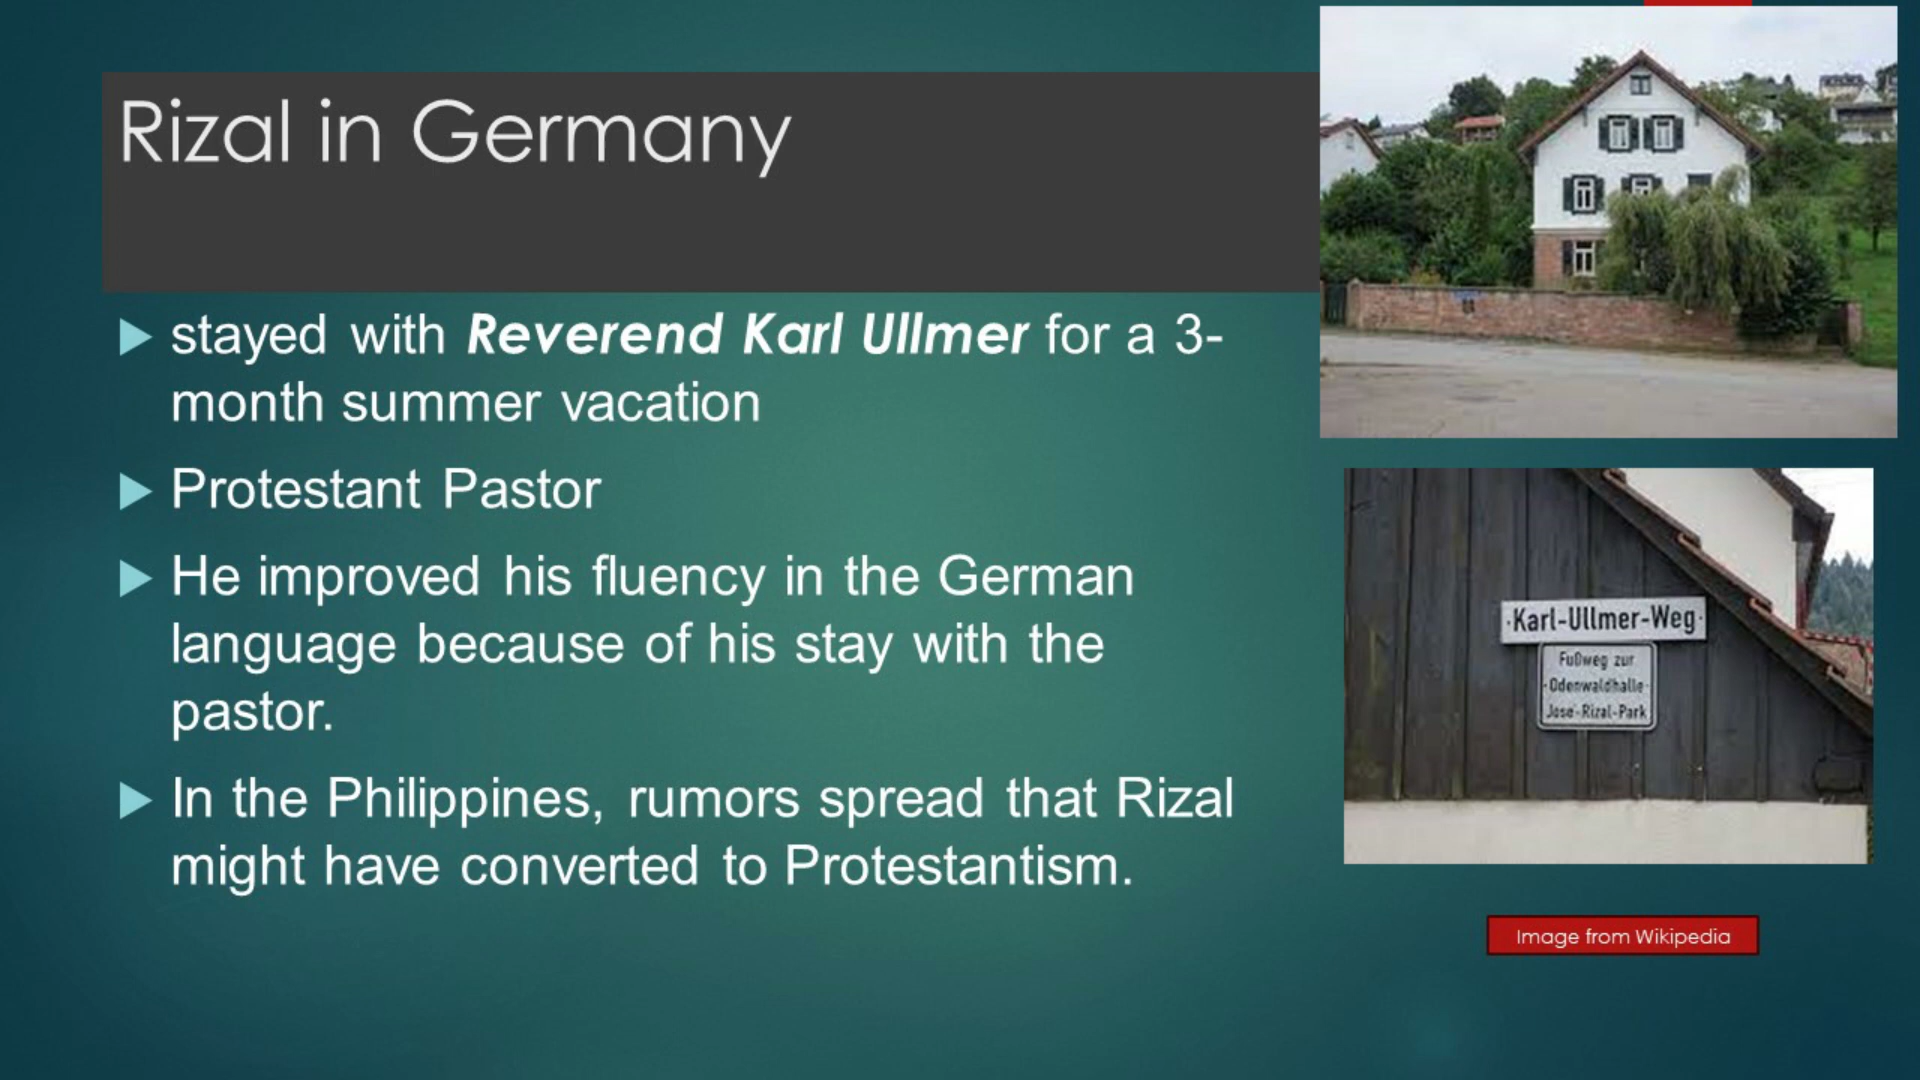 Rizal in Germany
stayed with Reverend Karl Ullmer for a 3-
month summer vacation
Protestant Pastor
He improved his fluency in the German
language because of his stay with the
pastor.
In the Philippines, rumors spread that Rizal
might have converted to Protestantism.
·Karl-Ullmer-Weg·
Fußweg zur
·Odenwaldhalle·
Jose-Rizal-Park
Image from Wikipedia